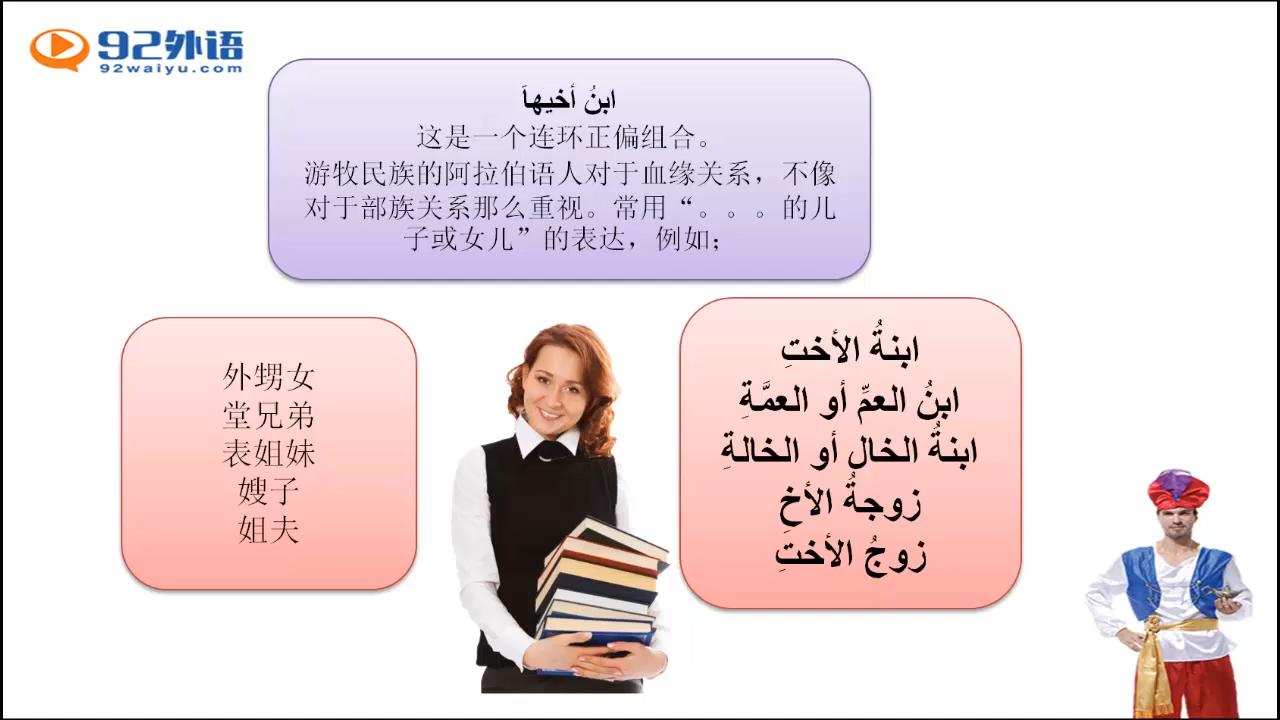 92外语
92waiyu.com
ابنُ أخيهاَ
这是一个连环正偏组合。
游牧民族的阿拉伯语人对于血缘关系，不像
对于部族关系那么重视。常用“。。。的儿
子或女儿”的表达，例如；
外甥女
堂兄弟
表姐妹
嫂子
姐夫
ابنةُ الأختِ
ابنُ العمِّ أو العمَّةِ
ابنةُ الخال أو الخالةِ
زوجةُ الأخِ
زوجُ الأختِ